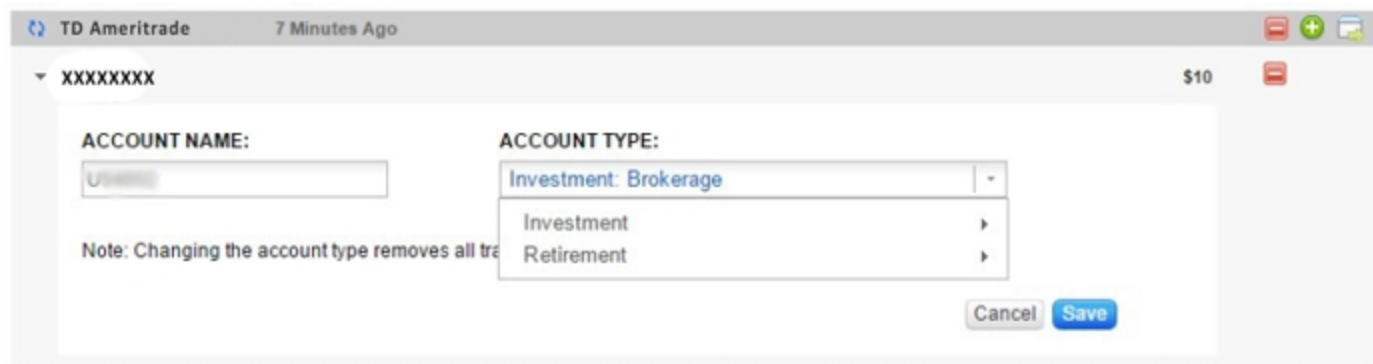 TD Ameritrade 7 Minutes Ago
XXXXXXXX $10
ACCOUNT NAME: ACCOUNT TYPE:
Investment: Brokerage
Investment
Note: Changing the account type removes all
Retirement
Cancel Save